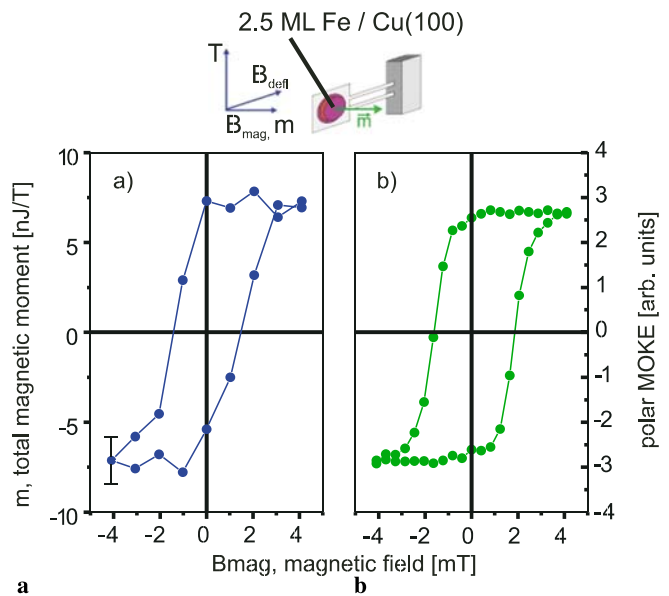 2.5 ML Fe / Cu(100)
T
B defl
B mag, m
m
a)
b)
10
5
0
-5
-10
4
3
2
1
0
-1
-2
-3
-4
m, total magnetic moment [nJ/T]
polar MOKE [arb. units]
-4 -2 0 2 4
-4 -2 0 2 4
Bmag, magnetic field [mT]
a
b